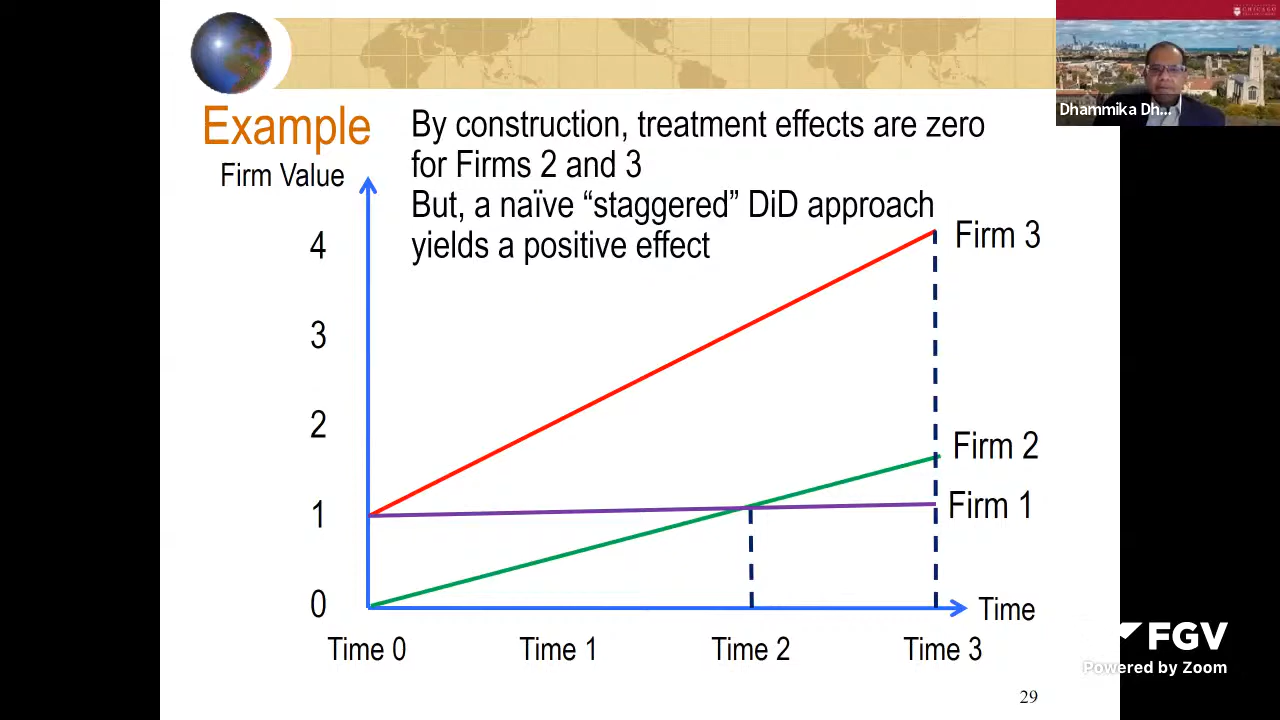 CHICAGO
Dhammika Dh...
Example
By construction, treatment effects are zero
for Firms 2 and 3
But, a naïve “staggered” DiD approach
yields a positive effect
Firm Value
4
3
2
1
0
Firm 3
Firm 2
Firm 1
Time
Time 0
Time 1
Time 2
Time 3
29
FGV
Powered by Zoom